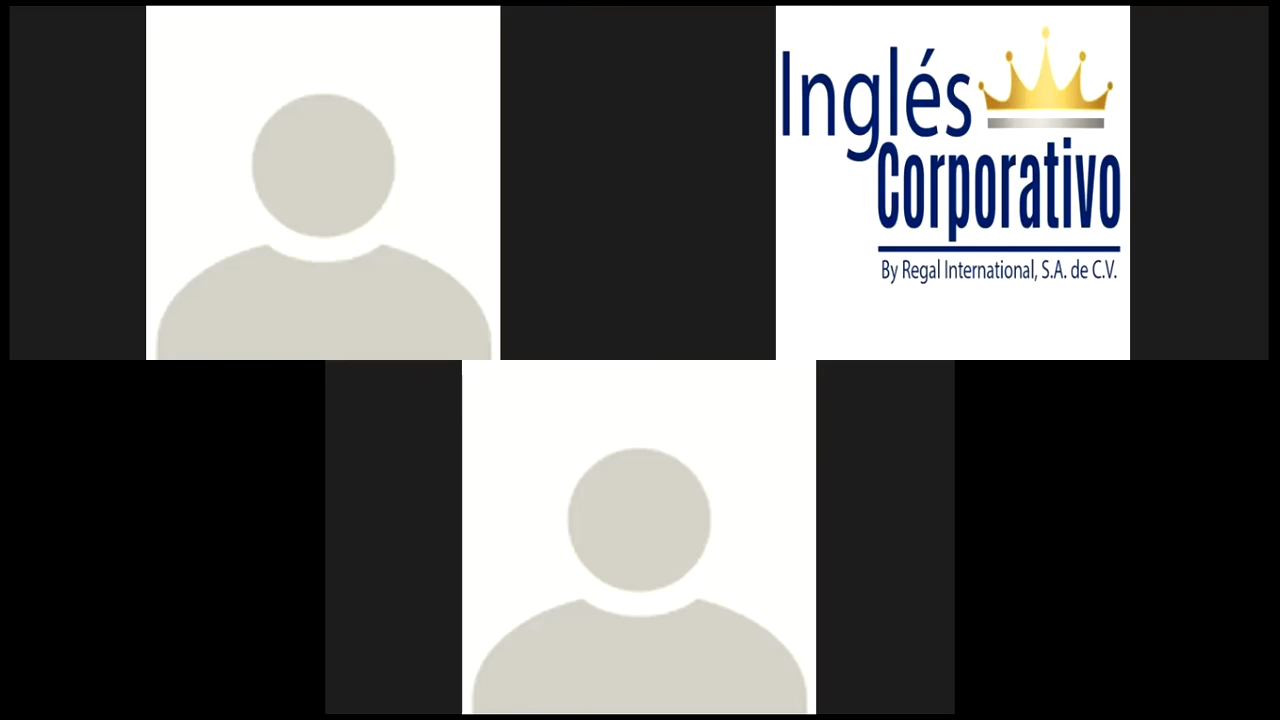 Inglés
Corporativo
By Regal International, S.A. de C.V.